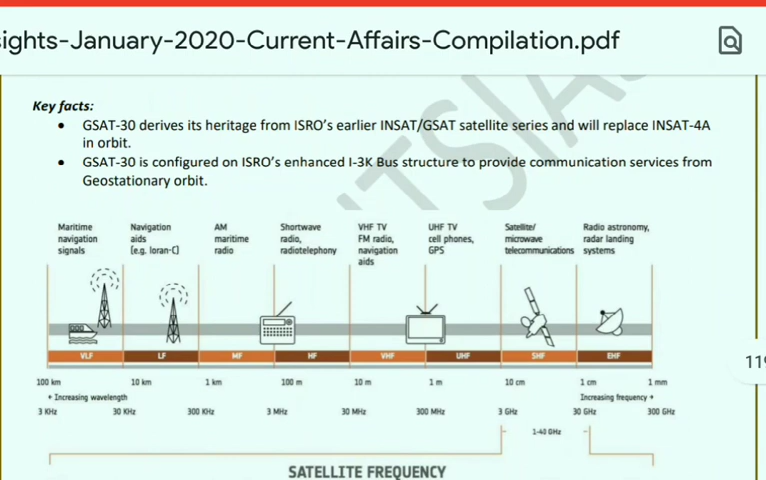 ights-January-2020-Current-Affairs-Compilation.pdf
Key facts:
• GSAT-30 derives its heritage from ISRO's earlier INSAT/GSAT satellite series and will replace INSAT-4A
in orbit.
• GSAT-30 is configured on ISRO's enhanced I-3K Bus structure to provide communication services from
Geostationary orbit.
Maritime navigation signals
Navigation aids (e.g. loran-C)
AM maritime radio
Shortwave radio, radiotelephony
VHF TV FM radio, navigation aids
UHF TV cell phones, GPS
Satellite/ microwave telecommunications
Radio astronomy, radar landing systems
VLF LF MF HF VHF UHF SHF EHF
100 km 10 km 1 km 100 m 10 m 1 m 10 cm 1 cm 1 mm
+ Increasing wavelength Increasing frequency +
3 KHz 30 KHz 300 KHz 3 MHz 30 MHz 300 MHz 3 GHz 30 GHz 300 GHz
1-40 GHz
SATELLITE FREQUENCY